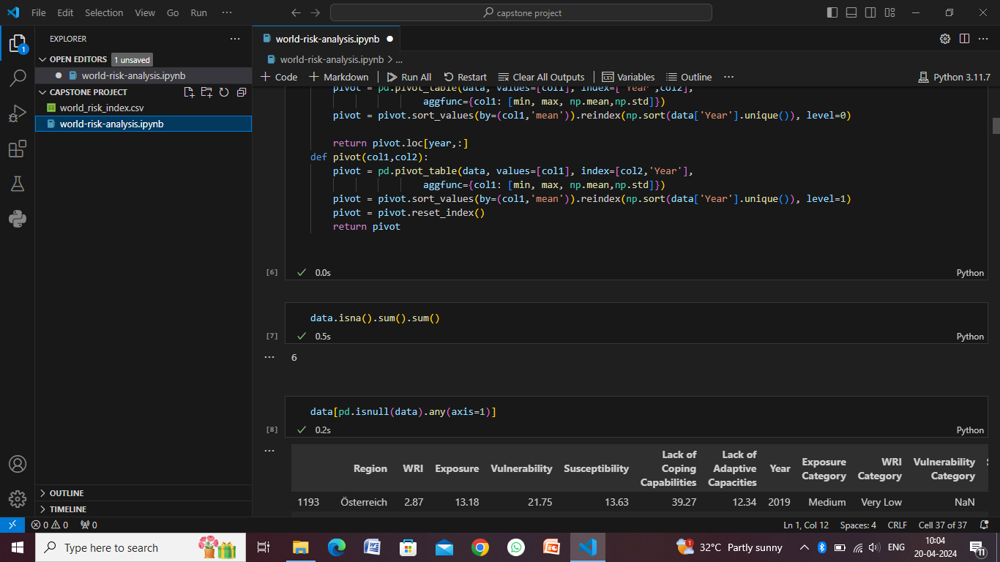 File Edit Selection View Go Run ···
capstone project
EXPLORER ···
OPEN EDITORS 1 unsaved
world-risk-analysis.ipynb
CAPSTONE PROJECT
world_risk_index.csv
world-risk-analysis.ipynb
OUTLINE
TIMELINE
world-risk-analysis.ipynb
world-risk-analysis.ipynb > ...
+ Code + Markdown Run All Restart Clear All Outputs Variables Outline ··· Python 3.11.7
pivot = pd.pivot_table(data, values=[col1], index=['Year',col2],
aggfunc={col1: [min, max, np.mean,np.std]})
pivot = pivot.sort_values(by=(col1,'mean')).reindex(np.sort(data['Year'].unique()), level=0)
return pivot.loc[year,:]
def pivot(col1,col2):
pivot = pd.pivot_table(data, values=[col1], index=[col2,'Year'],
aggfunc={col1: [min, max, np.mean,np.std]})
pivot = pivot.sort_values(by=(col1,'mean')).reindex(np.sort(data['Year'].unique()), level=1)
pivot = pivot.reset_index()
return pivot
[6] ✓ 0.0s Python
data.isna().sum().sum()
[7] ✓ 0.5s Python
··· 6
data[pd.isnull(data).any(axis=1)]
[8] ✓ 0.2s Python
···
Region WRI Exposure Vulnerability Susceptibility Lack of Coping Capabilities Lack of Adaptive Capacities Year Exposure Category WRI Category Vulnerability Category
1193 Österreich 2.87 13.18 21.75 13.63 39.27 12.34 2019 Medium Very Low NaN
0 0 0 Ln 1, Col 12 Spaces: 4 CRLF Cell 37 of 37
Type here to search 1 32°C Partly sunny ENG 10:04
20-04-2024 11